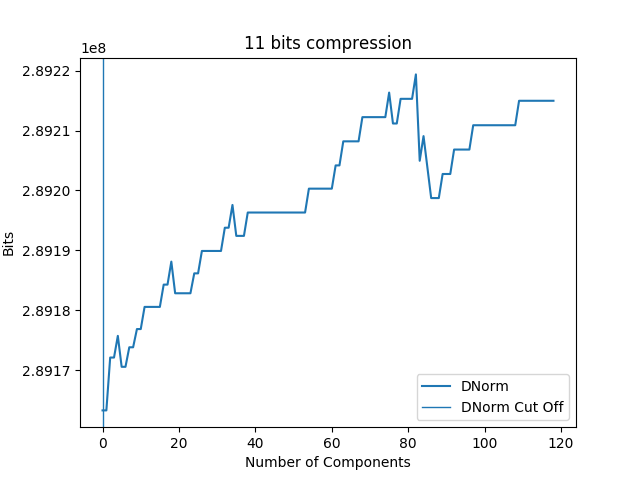 11 bits compression
1e8
2.8922
2.8921
2.8920
2.8919
2.8918
2.8917
Bits
0 20 40 60 80 100 120
Number of Components
DNorm
DNorm Cut Off